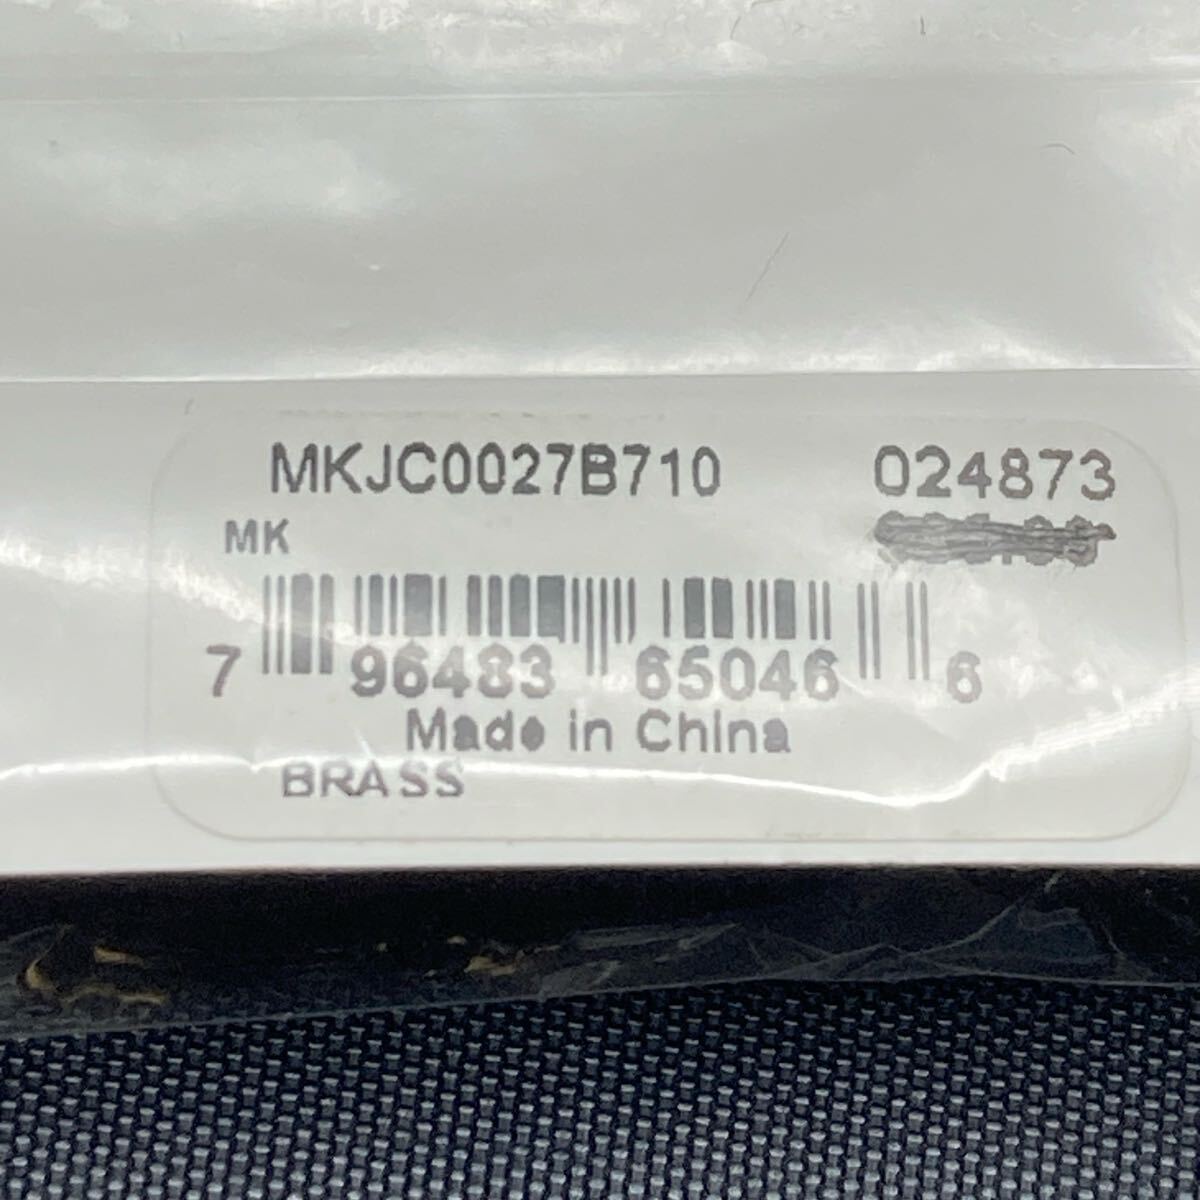 MKJC0027B710 024873
MK
7 96483 65046 6
Made in China
BRASS